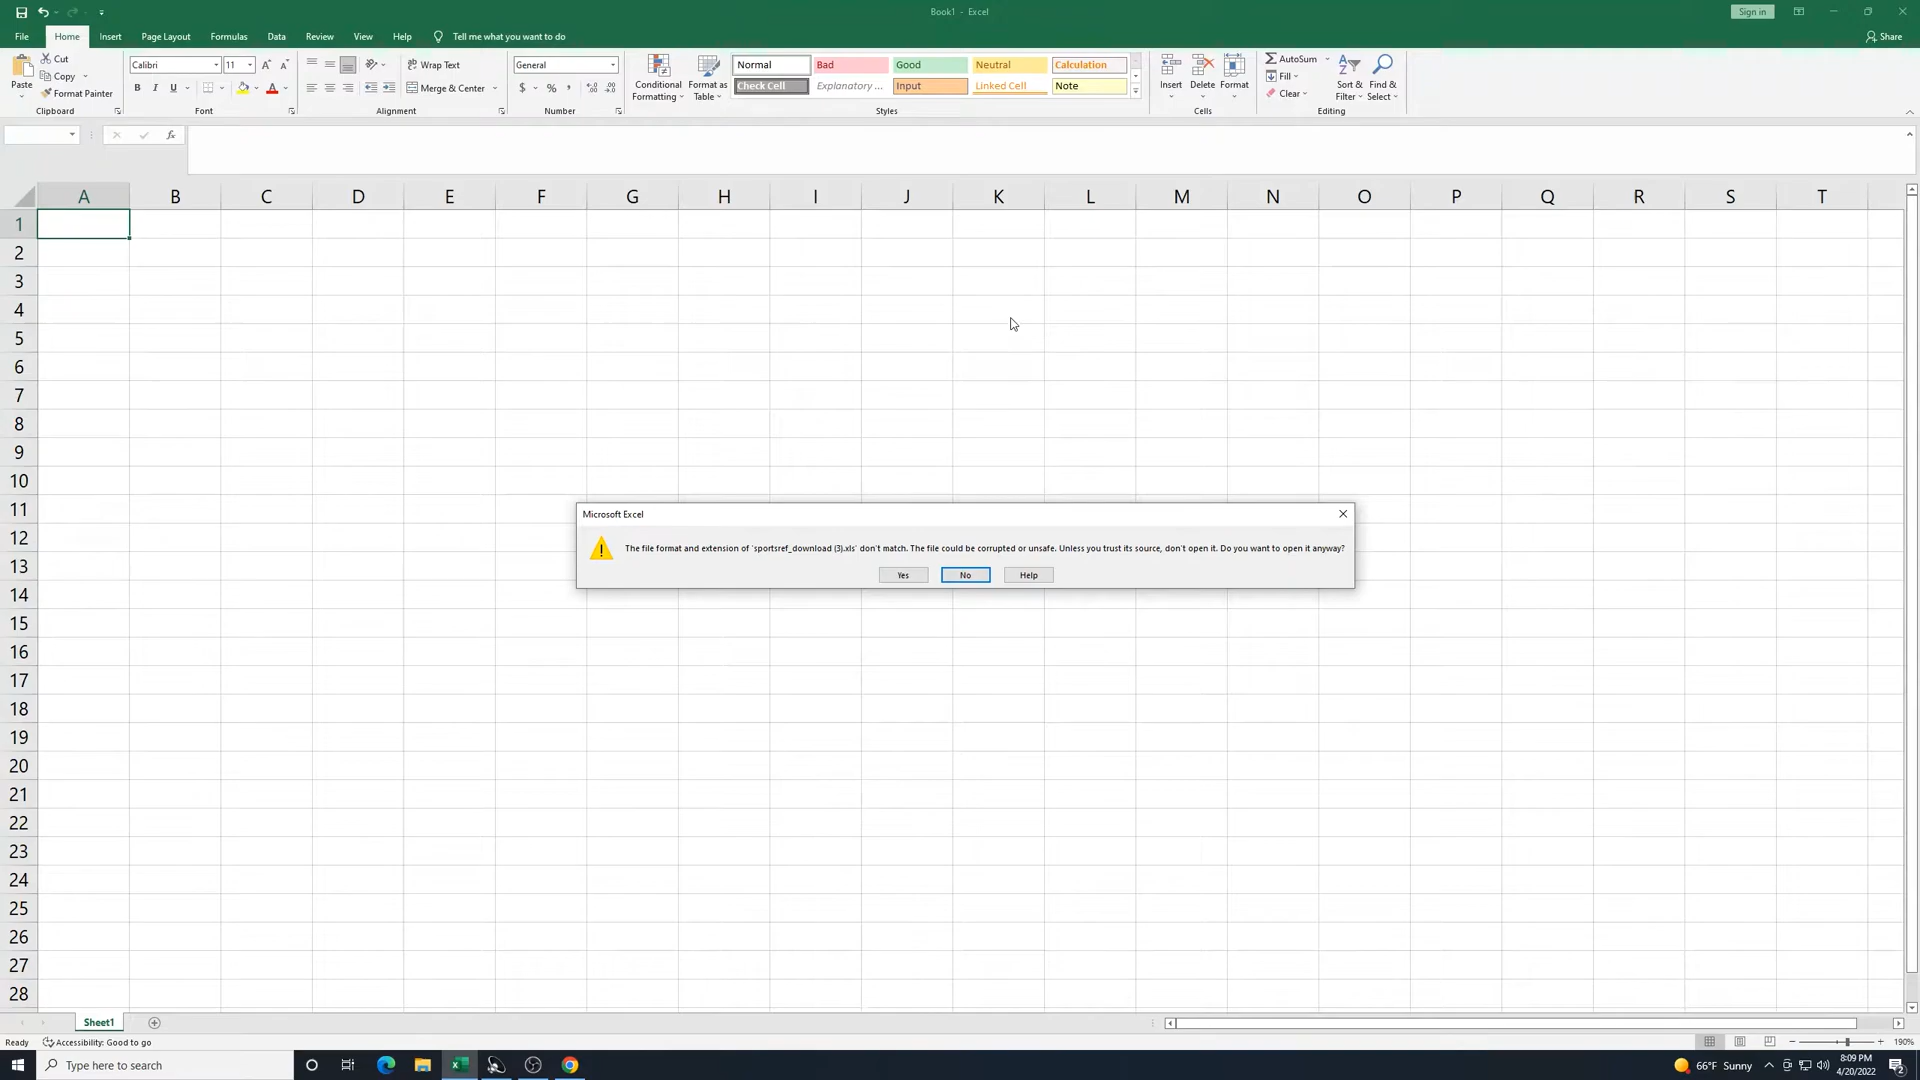 Book1 - Excel
Sign in
File Home Insert Page Layout Formulas Data Review View Help Tell me what you want to do Share
Paste
Cut
Copy
Format Painter
Clipboard
Calibri 11
B I U
Font
Wrap Text
Merge & Center
Alignment
General
$ % ,
Number
Conditional
Formatting
Format as
Table
Normal Bad Good Neutral Calculation
Check Cell Explanatory ... Input Linked Cell Note
Styles
Insert Delete Format
Cells
AutoSum
Fill
Clear
Sort &
Filter
Find &
Select
Editing
fx
A B C D E F G H I J K L M N O P Q R S T
1
2
3
4
5
6
7
8
9
10
11
12
13
14
15
16
17
18
19
20
21
22
23
24
25
26
27
28
Microsoft Excel
The file format and extension of 'sportsref_download (3).xls' don't match. The file could be corrupted or unsafe. Unless you trust its source, don't open it. Do you want to open it anyway?
Yes No Help
Sheet1
Ready Accessibility: Good to go 190%
Type here to search
66°F Sunny
8:09 PM
4/20/2022
2